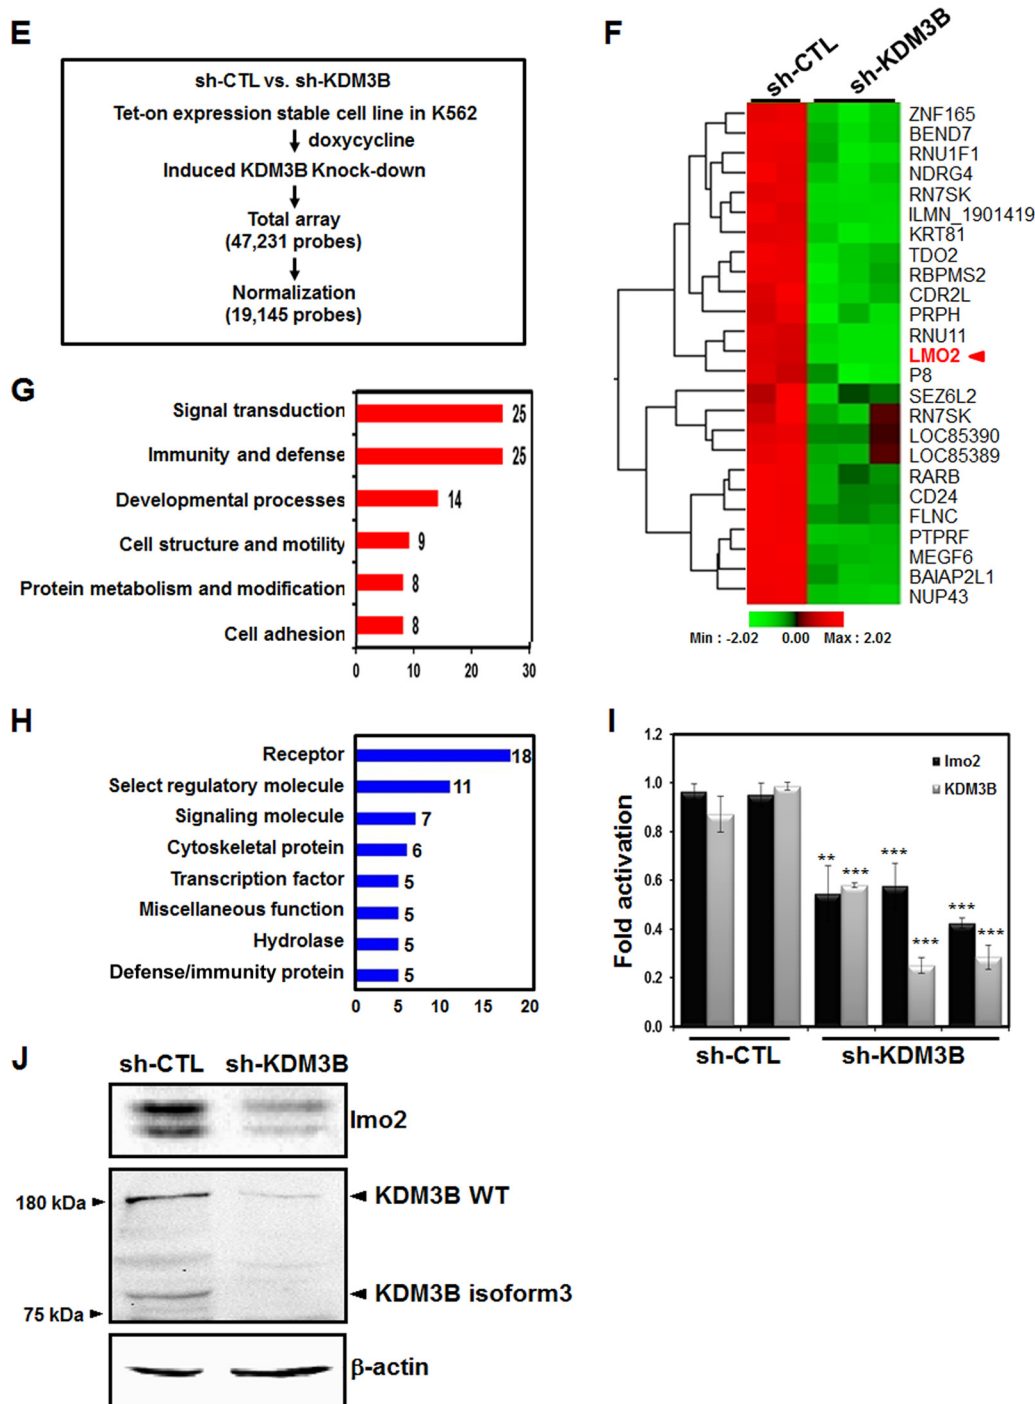 E
sh-CTL vs. sh-KDM3B
Tet-on expression stable cell line in K562
doxycycline
Induced KDM3B Knock-down
Total array
(47,231 probes)
Normalization
(19,145 probes)
F
sh-CTL
sh-KDM3B
ZNF165
BEND7
RNU1F1
NDRG4
RN7SK
ILMN_1901419
KRT81
TDO2
RBPMS2
CDR2L
PRPH
RNU11
LMO2
P8
SEZ6L2
RN7SK
LOC85390
LOC85389
RARB
CD24
FLNC
PTPRF
MEGF6
BAIAP2L1
NUP43
Min : -2.02 0.00 Max : 2.02
G
Signal transduction 25
Immunity and defense 25
Developmental processes 14
Cell structure and motility 9
Protein metabolism and modification 8
Cell adhesion 8
0 10 20 30
H
Receptor 18
Select regulatory molecule 11
Signaling molecule 7
Cytoskeletal protein 6
Transcription factor 5
Miscellaneous function 5
Hydrolase 5
Defense/immunity protein 5
0 5 10 15 20
I
Fold activation
1.2
1.0
0.8
0.6
0.4
0.2
0.0
lmo2
KDM3B
** *** *** *** *** ***
sh-CTL sh-KDM3B
J
sh-CTL sh-KDM3B
lmo2
180 kDa
KDM3B WT
KDM3B isoform3
75 kDa
β-actin